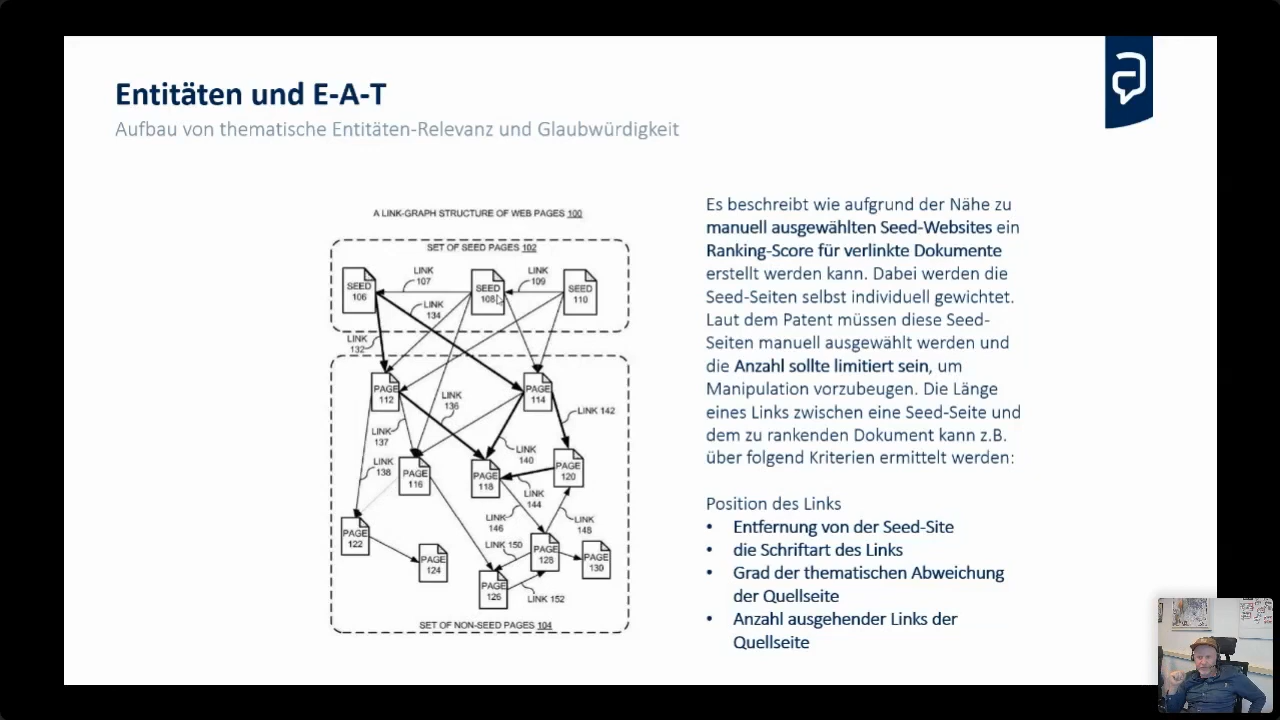 Entitäten und E-A-T
Aufbau von thematische Entitäten-Relevanz und Glaubwürdigkeit
A LINK-GRAPH STRUCTURE OF WEB PAGES 100
SET OF SEED PAGES 102
LINK
107
LINK
109
SEED
106
SEED
108
SEED
110
LINK
134
LINK
132
PAGE
112
PAGE
114
LINK
136
LINK 142
LINK
137
LINK
140
LINK
138
PAGE
116
PAGE
118
PAGE
120
LINK
144
LINK
146
LINK
148
PAGE
122
LINK 150
PAGE
124
PAGE
128
PAGE
130
PAGE
126
LINK 152
SET OF NON-SEED PAGES 104
Es beschreibt wie aufgrund der Nähe zu
manuell ausgewählten Seed-Websites ein
Ranking-Score für verlinkte Dokumente
erstellt werden kann. Dabei werden die
Seed-Seiten selbst individuell gewichtet.
Laut dem Patent müssen diese Seed-
Seiten manuell ausgewählt werden und
die Anzahl sollte limitiert sein, um
Manipulation vorzubeugen. Die Länge
eines Links zwischen eine Seed-Seite und
dem zu rankenden Dokument kann z.B.
über folgend Kriterien ermittelt werden:
Position des Links
• Entfernung von der Seed-Site
• die Schriftart des Links
• Grad der thematischen Abweichung
der Quellseite
• Anzahl ausgehender Links der
Quellseite